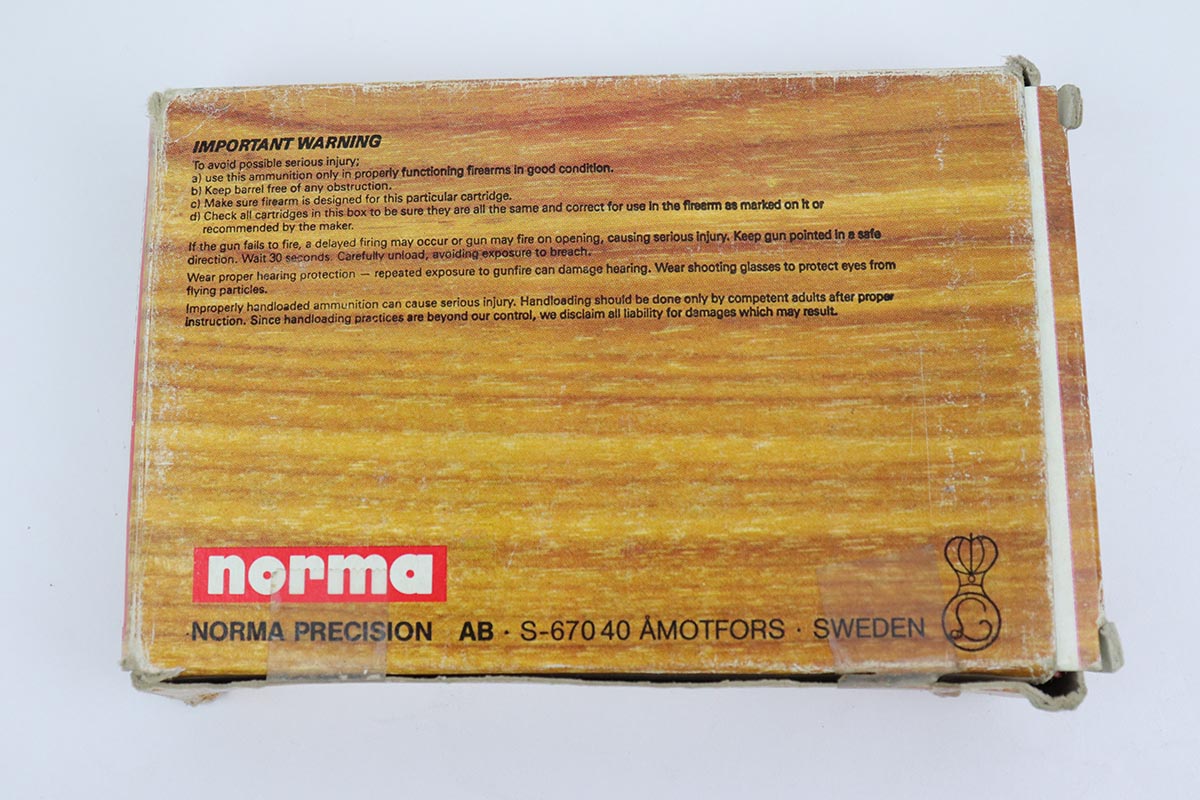 IMPORTANT WARNING
To avoid possible serious injury;
a) use this ammunition only in properly functioning firearms in good condition.
b) Keep barrel free of any obstruction.
c) Make sure firearm is designed for this particular cartridge.
d) Check all cartridges in this box to be sure they are all the same and correct for use in the firearm as marked on it or
recommended by the maker.
If the gun fails to fire, a delayed firing may occur or gun may fire on opening, causing serious injury. Keep gun pointed in a safe
direction. Wait 30 seconds. Carefully unload, avoiding exposure to breach.
Wear proper hearing protection — repeated exposure to gunfire can damage hearing. Wear shooting glasses to protect eyes from
flying particles.
Improperly handloaded ammunition can cause serious injury. Handloading should be done only by competent adults after proper
instruction. Since handloading practices are beyond our control, we disclaim all liability for damages which may result.
norma
NORMA PRECISION AB · S-670 40 ÅMOTFORS · SWEDEN
L